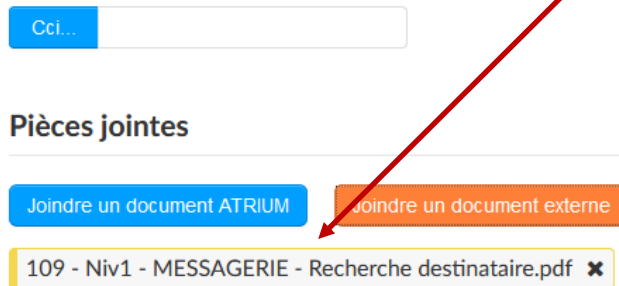 Cci...
Pièces jointes
Joindre un document ATRIUM Joindre un document externe
109 - Niv1 - MESSAGERIE - Recherche destinataire.pdf ✖